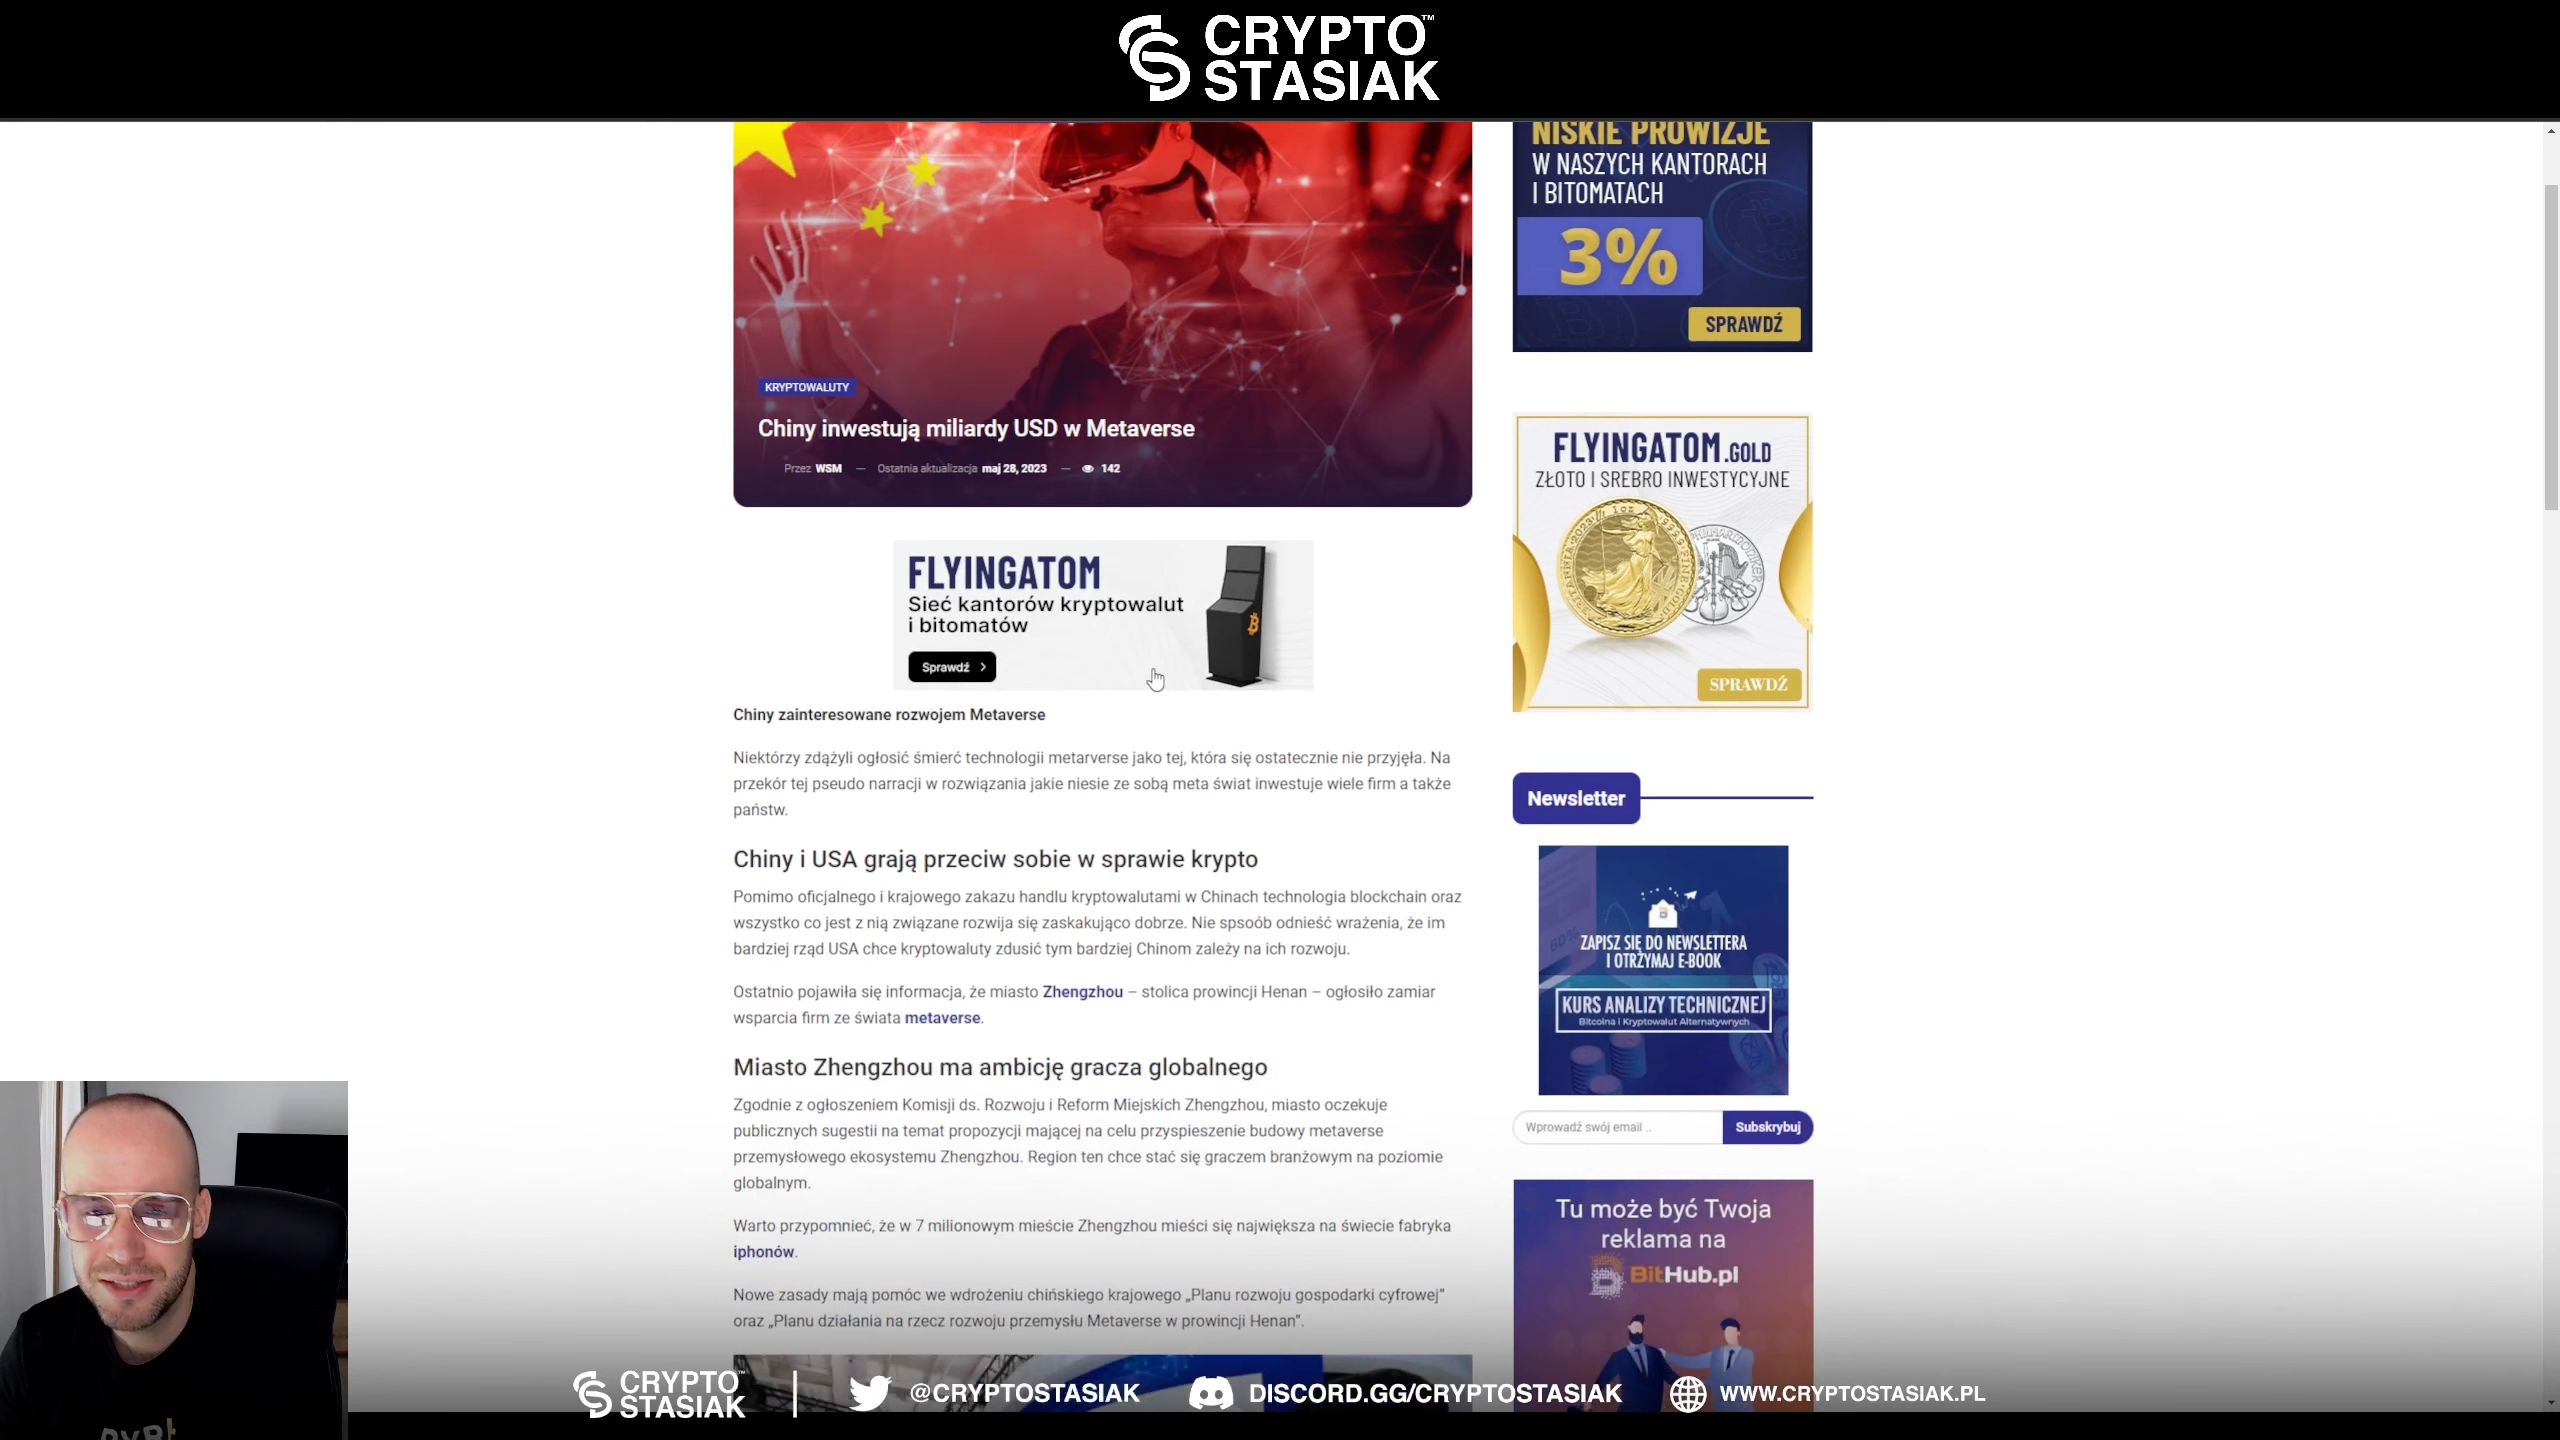 CRYPTO™
STASIAK
KRYPTOWALUTY
Chiny inwestują miliardy USD w Metaverse
Przez WSM — Ostatnia aktualizacja maj 28, 2023 — 142
FLYINGATOM
Sieć kantorów kryptowalut
i bitomatów
Sprawdź >
Chiny zainteresowane rozwojem Metaverse
Niektórzy zdążyli ogłosić śmierć technologii metarverse jako tej, która się ostatecznie nie przyjęła. Na
przekór tej pseudo narracji w rozwiązania jakie niesie ze sobą meta świat inwestuje wiele firm a także
państw.
Chiny i USA grają przeciw sobie w sprawie krypto
Pomimo oficjalnego i krajowego zakazu handlu kryptowalutami w Chinach technologia blockchain oraz
wszystko co jest z nią związane rozwija się zaskakująco dobrze. Nie spsoób odnieść wrażenia, że im
bardziej rząd USA chce kryptowaluty zdusić tym bardziej Chinom zależy na ich rozwoju.
Ostatnio pojawiła się informacja, że miasto Zhengzhou – stolica prowincji Henan – ogłosiło zamiar
wsparcia firm ze świata metaverse.
Miasto Zhengzhou ma ambicję gracza globalnego
Zgodnie z ogłoszeniem Komisji ds. Rozwoju i Reform Miejskich Zhengzhou, miasto oczekuje
publicznych sugestii na temat propozycji mającej na celu przyspieszenie budowy metaverse
przemysłowego ekosystemu Zhengzhou. Region ten chce stać się graczem branżowym na poziomie
globalnym.
Warto przypomnieć, że w 7 milionowym mieście Zhengzhou mieści się największa na świecie fabryka
iphonów.
Nowe zasady mają pomóc we wdrożeniu chińskiego krajowego „Planu rozwoju gospodarki cyfrowej”
oraz „Planu działania na rzecz rozwoju przemysłu Metaverse w prowincji Henan”.
NISKIE PROWIZJE
W NASZYCH KANTORACH
I BITOMATACH
3%
SPRAWDŹ
FLYINGATOM.GOLD
ZŁOTO I SREBRO INWESTYCYJNE
SPRAWDŹ
Newsletter
ZAPISZ SIĘ DO NEWSLETTERA
I OTRZYMAJ E-BOOK
KURS ANALIZY TECHNICZNEJ
Bitcoina i Kryptowalut Alternatywnych
Wprowadź swój email ..
Subskrybuj
Tu może być Twoja
reklama na
BitHub.pl
CRYPTO
STASIAK
@CRYPTOSTASIAK
DISCORD.GG/CRYPTOSTASIAK
WWW.CRYPTOSTASIAK.PL